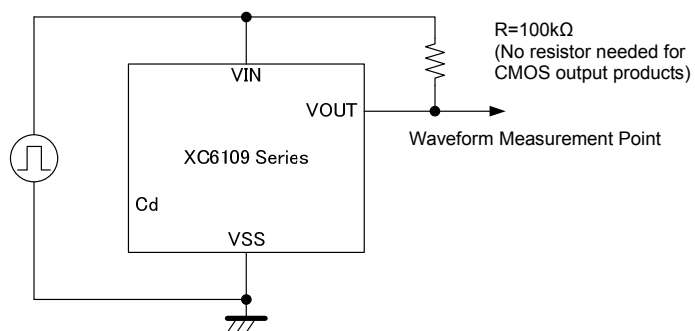 R=100kΩ
(No resistor needed for
CMOS output products)
VIN
VOUT
Waveform Measurement Point
XC6109 Series
Cd
VSS